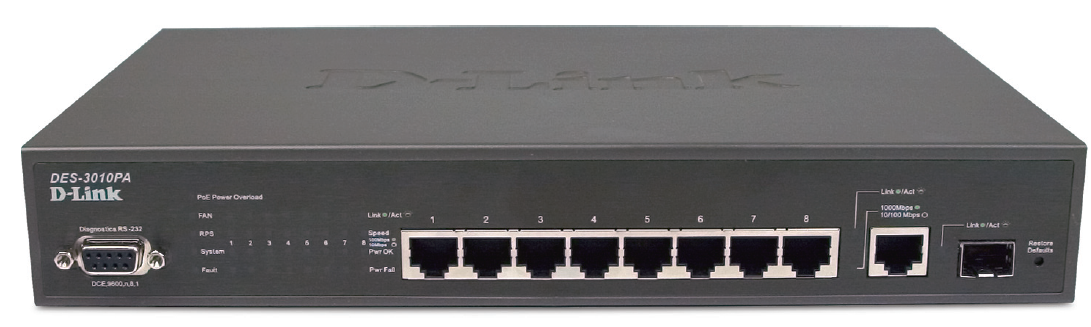 D-Link
DES-3010PA
D-Link
Diagnostics RS-232
DCE,9600,n,8,1
PoE Power Overload
FAN
RPS
System
Fault
1 2 3 4 5 6 7 8
Link /Act
Speed
100Mbps
10Mbps
Pwr OK
Pwr Fail
1 2 3 4 5 6 7 8
Link /Act
1000Mbps
10/100 Mbps
Link /Act
Restore
Defaults